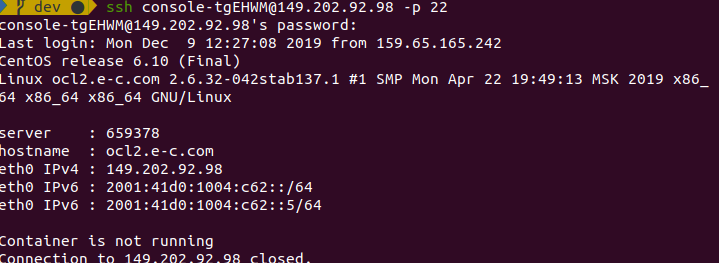 dev ssh console-tgEHWM@149.202.92.98 -p 22
console-tgEHWM@149.202.92.98's password:
Last login: Mon Dec  9 12:27:08 2019 from 159.65.165.242
CentOS release 6.10 (Final)
Linux ocl2.e-c.com 2.6.32-042stab137.1 #1 SMP Mon Apr 22 19:49:13 MSK 2019 x86_
64 x86_64 x86_64 GNU/Linux
server    : 659378
hostname  : ocl2.e-c.com
eth0 IPv4 : 149.202.92.98
eth0 IPv6 : 2001:41d0:1004:c62::/64
eth0 IPv6 : 2001:41d0:1004:c62::5/64
Container is not running
Connection to 149.202.92.98 closed.